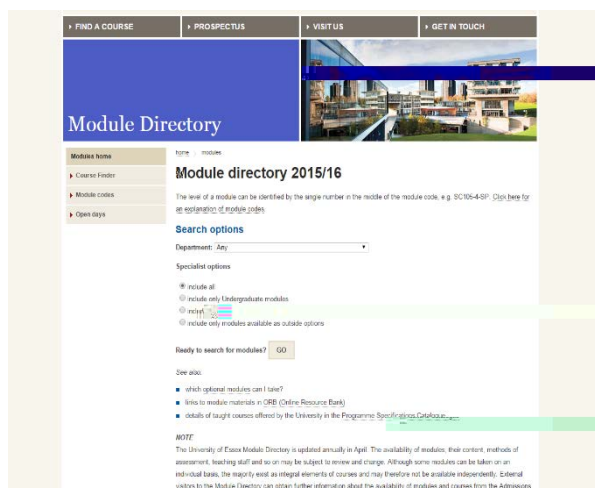 FIND A COURSE
PROSPECTUS
VISIT US
GET IN TOUCH
Module Directory
Modules home
Course Finder
Module codes
Open days
home modules
Module directory 2015/16
The level of a module can be identified by the single number in the middle of the module code, e.g. SC105-4-SP. Click here for
an explanation of module codes.
Search options
Department: Any
Specialist options
include all
include only Undergraduate modules
include only modules available as outside options
Ready to search for modules? GO
See also:
which optional modules can I take?
links to module materials in ORB (Online Resource Bank)
details of taught courses offered by the University in the Programme Specifications Catalogue
NOTE
The University of Essex Module Directory is updated annually in April. The availability of modules, their content, methods of
assessment, teaching staff and so on may be subject to review and change. Although some modules can be taken on an
individual basis, the majority exist as integral elements of courses and may therefore not be available independently. External
visitors to the Module Directory can obtain further information about the availability of modules and courses from the Admissions